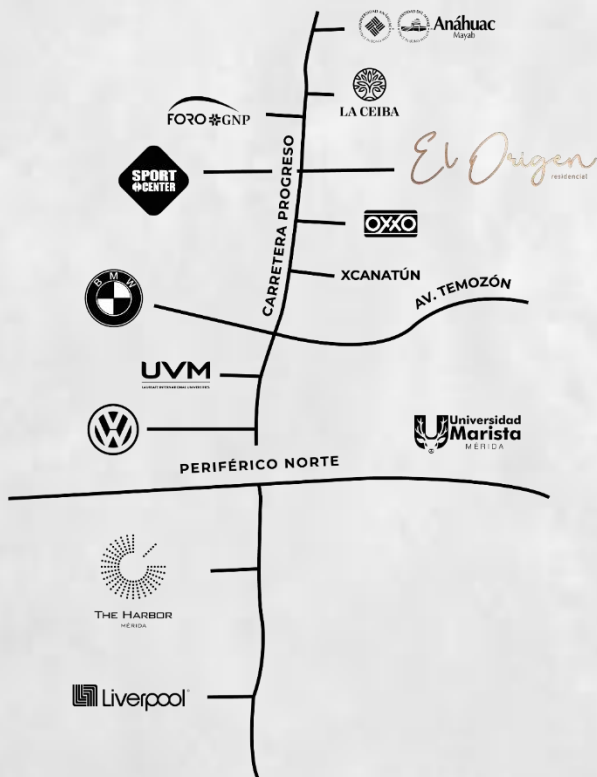 Anáhuac
Mayab
LA CEIBA
FORO GNP
El Origen
residencial
SPORT
CENTER
OXXO
CARRETERA PROGRESO
XCANATÚN
BMW
AV. TEMOZÓN
UVM
Universidad
Marista
MÉRIDA
PERIFÉRICO NORTE
THE HARBOR
MÉRIDA
Liverpool